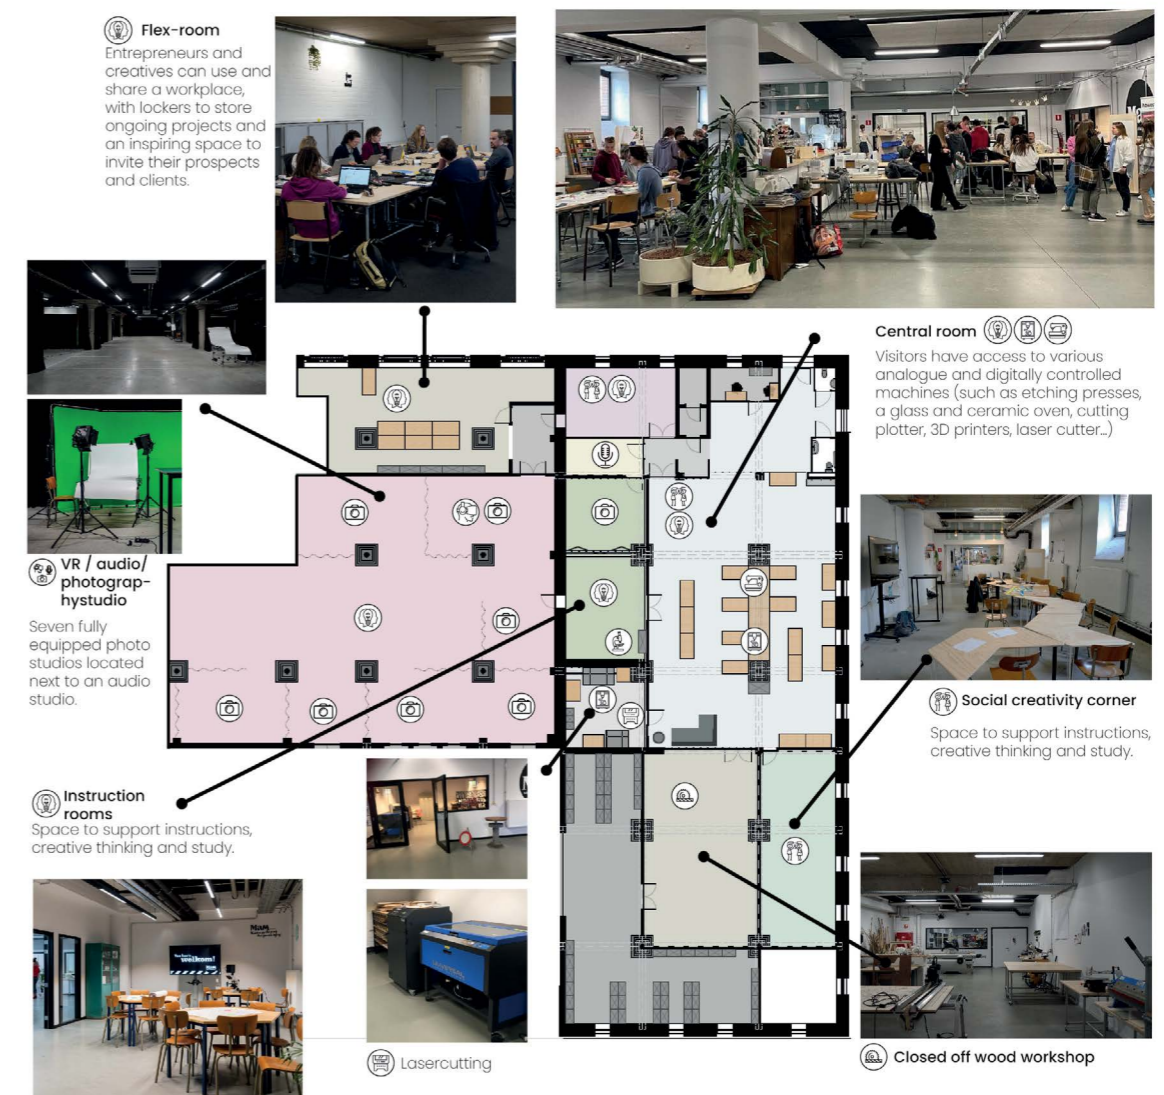 Flex-room
Entrepreneurs and
creatives can use and
share a workplace,
with lockers to store
ongoing projects and
an inspiring space to
invite their prospects
and clients.
Central room
Visitors have access to various
analogue and digitally controlled
machines (such as etching presses,
a glass and ceramic oven, cutting
plotter, 3D printers, laser cutter...)
VR / audio/
photograp-
hystudio
Seven fully
equipped photo
studios located
next to an audio
studio.
Social creativity corner
Space to support instructions,
creative thinking and study.
Instruction
rooms
Space to support instructions,
creative thinking and study.
welkom!
UNIVERSAL
Lasercutting
Closed off wood workshop